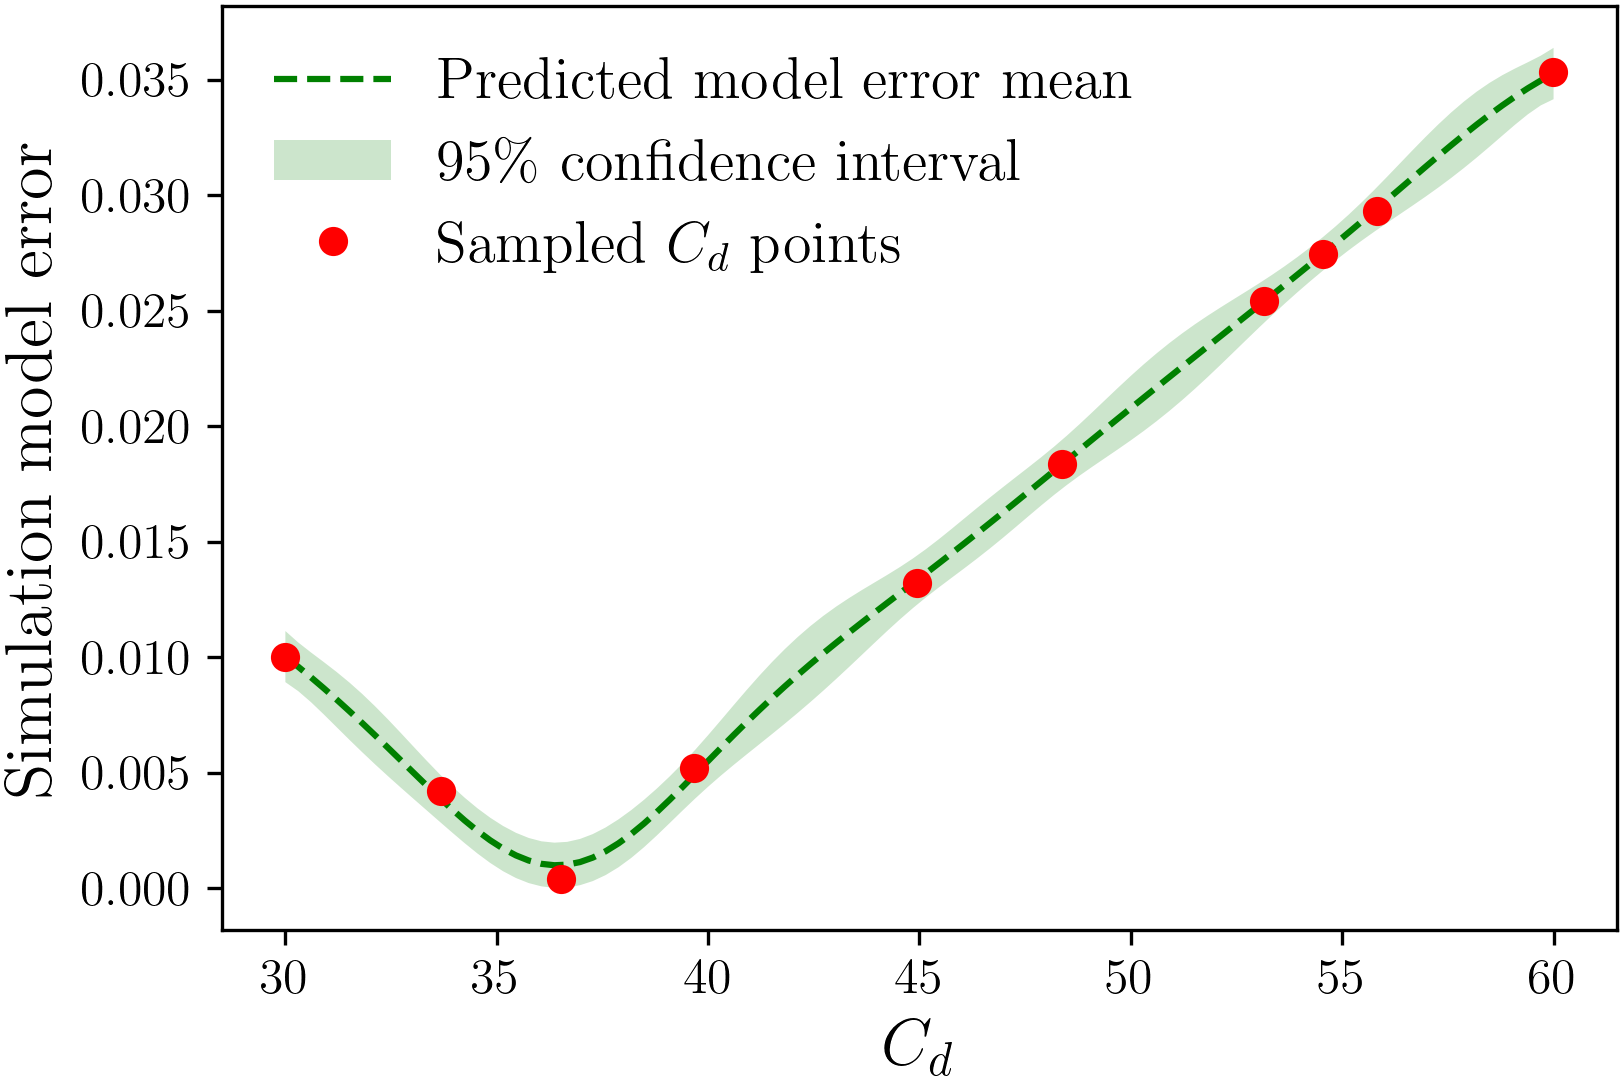 Predicted model error mean
95% confidence interval
Sampled $C_d$ points
Simulation model error
0.035
0.030
0.025
0.020
0.015
0.010
0.005
0.000
30 35 40 45 50 55 60
$C_d$